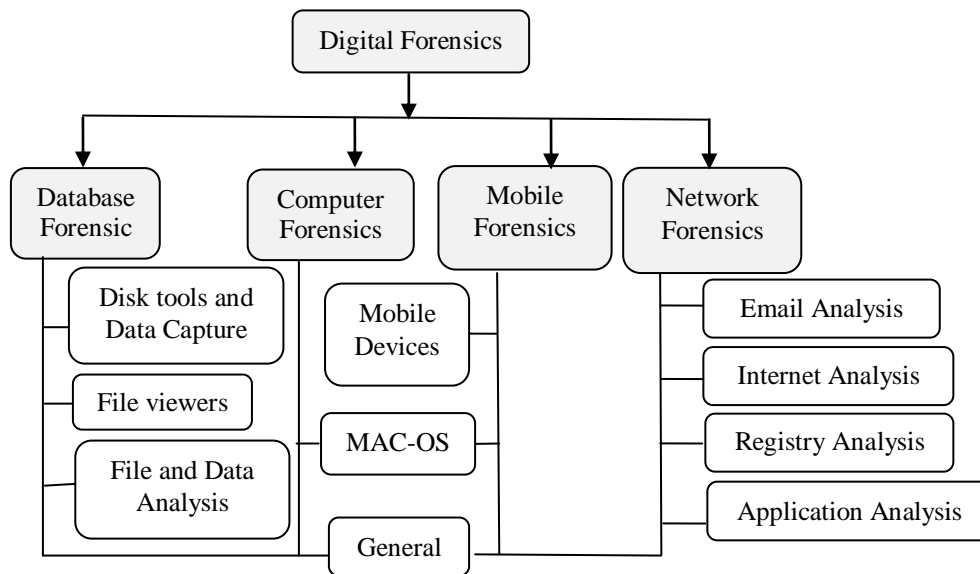 Digital Forensics
Database
Forensic
Computer
Forensics
Mobile
Forensics
Network
Forensics
Disk tools and
Data Capture
File viewers
File and Data
Analysis
Mobile
Devices
MAC-OS
General
Email Analysis
Internet Analysis
Registry Analysis
Application Analysis